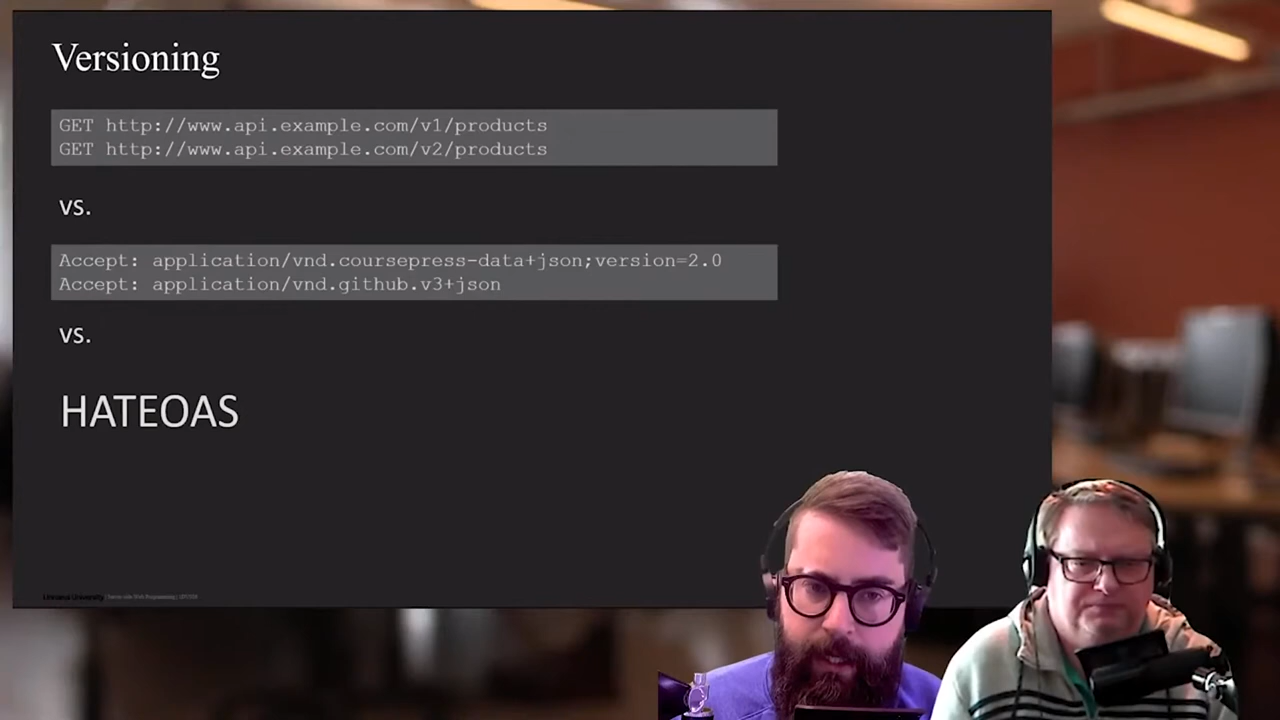 Versioning
GET http://www.api.example.com/v1/products
GET http://www.api.example.com/v2/products
vs.
Accept: application/vnd.coursepress-data+json;version=2.0
Accept: application/vnd.github.v3+json
vs.
HATEOAS